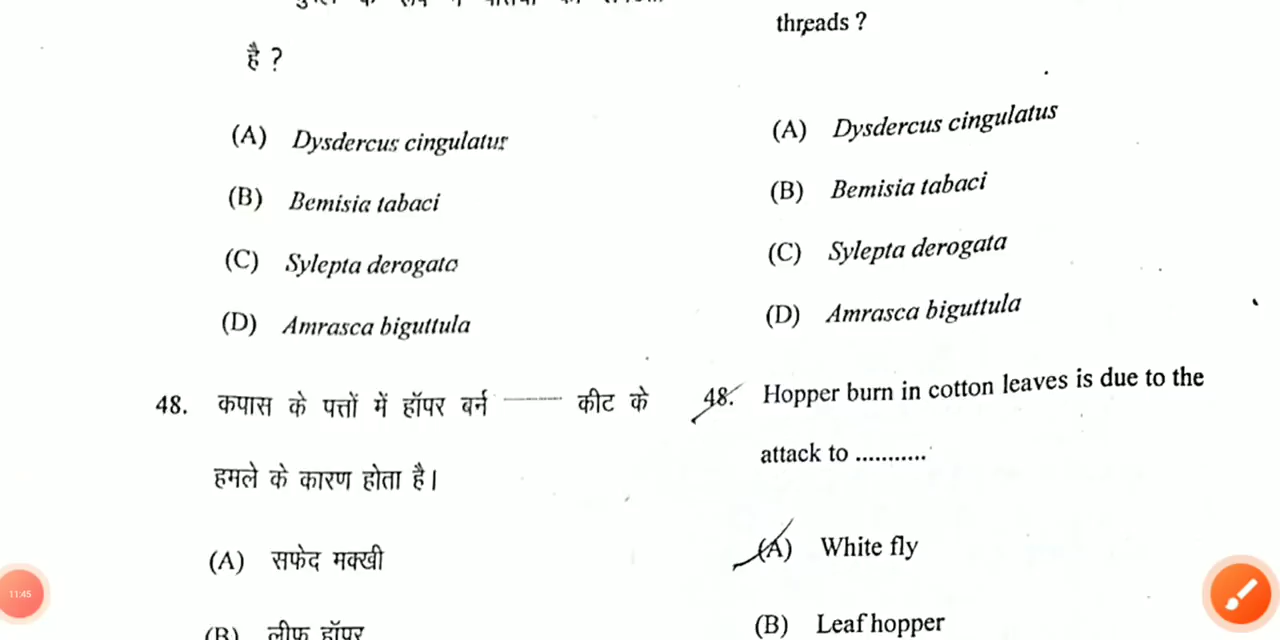 threads ?
है ?
(A) Dysdercus cingulatus
(B) Bemisia tabaci
(C) Sylepta derogata
(D) Amrasca biguttula
48. कपास के पत्तों में हॉपर बर्न ——— कीट के
हमले के कारण होता है।
(A) सफेद मक्खी
(B) लीफ हॉपर
(A) Dysdercus cingulatus
(B) Bemisia tabaci
(C) Sylepta derogata
(D) Amrasca biguttula
48. Hopper burn in cotton leaves is due to the
attack to ...........
(A) White fly
(B) Leaf hopper
11:45